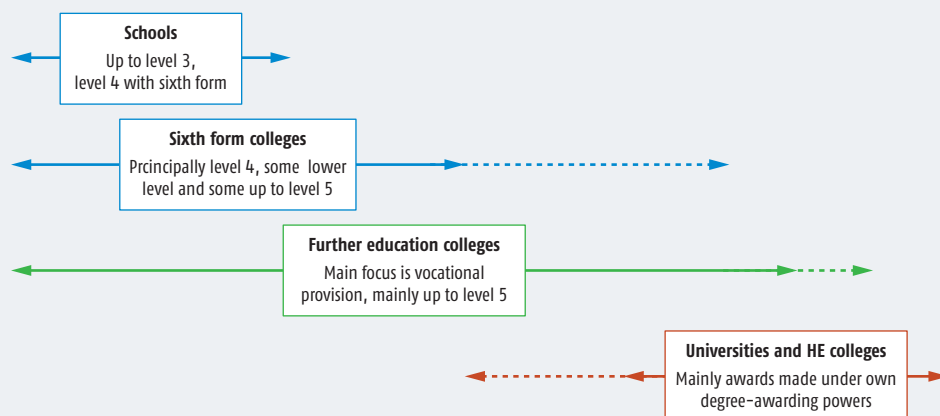 Schools
Up to level 3,
level 4 with sixth form
Sixth form colleges
Prcincipally level 4, some lower
level and some up to level 5
Further education colleges
Main focus is vocational
provision, mainly up to level 5
Universities and HE colleges
Mainly awards made under own
degree-awarding powers